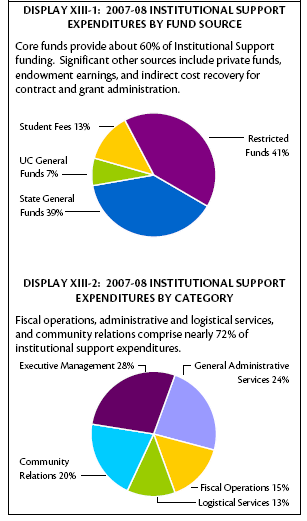 DISPLAY XIII-1:  2007-08 INSTITUTIONAL SUPPORT
EXPENDITURES BY FUND SOURCE
Core funds provide about 60% of Institutional Support
funding.  Significant other sources include private funds,
endowment earnings, and indirect cost recovery for
contract and grant administration.
Student Fees 13%
Restricted
Funds 41%
UC General
Funds 7%
State General
Funds 39%
DISPLAY XIII-2:  2007-08 INSTITUTIONAL SUPPORT
EXPENDITURES BY CATEGORY
Fiscal operations, administrative and logistical services,
and community relations comprise nearly 72% of
institutional support expenditures.
Executive Management 28%
General Administrative
Services 24%
Community
Relations 20%
Fiscal Operations 15%
Logistical Services 13%